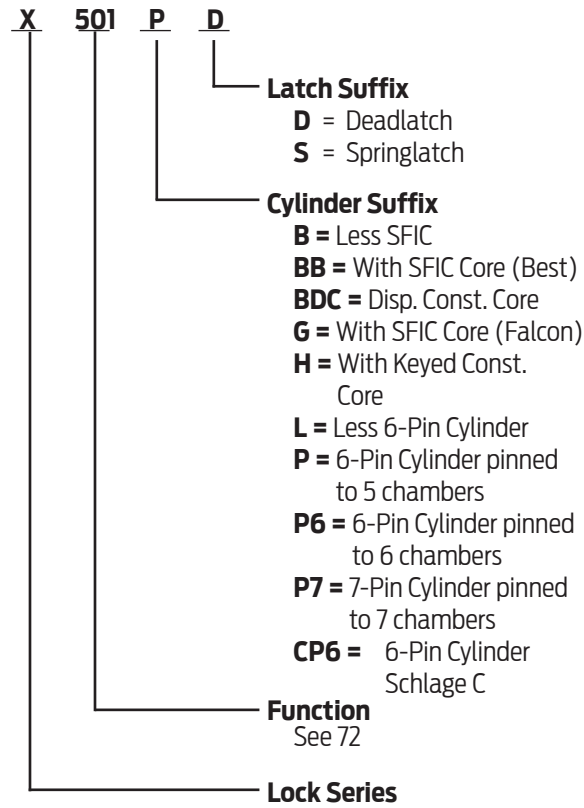 X 501 P D
Latch Suffix
D = Deadlatch
S = Springlatch
Cylinder Suffix
B = Less SFIC
BB = With SFIC Core (Best)
BDC = Disp. Const. Core
G = With SFIC Core (Falcon)
H = With Keyed Const.
Core
L = Less 6-Pin Cylinder
P = 6-Pin Cylinder pinned
to 5 chambers
P6 = 6-Pin Cylinder pinned
to 6 chambers
P7 = 7-Pin Cylinder pinned
to 7 chambers
CP6 = 6-Pin Cylinder
Schlage C
Function
See 72
Lock Series